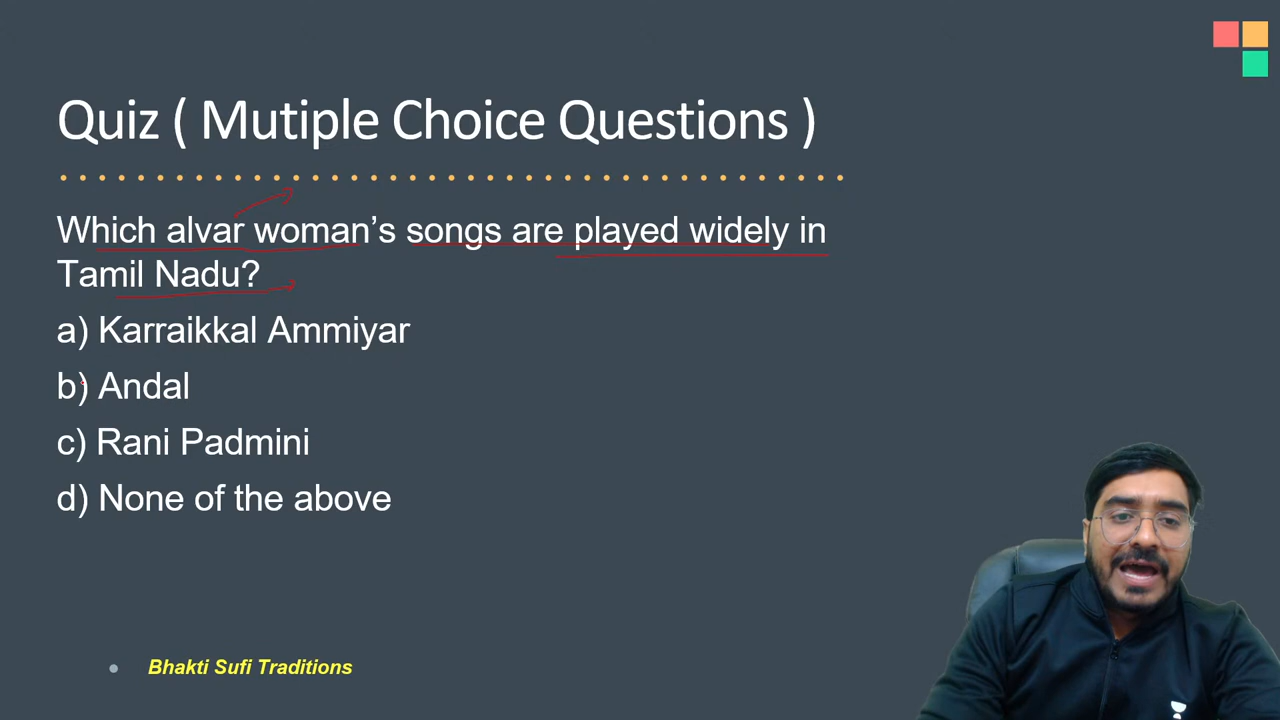 Quiz ( Mutiple Choice Questions )
Which alvar woman's songs are played widely in
Tamil Nadu?
a) Karraikkal Ammiyar
b) Andal
c) Rani Padmini
d) None of the above
Bhakti Sufi Traditions